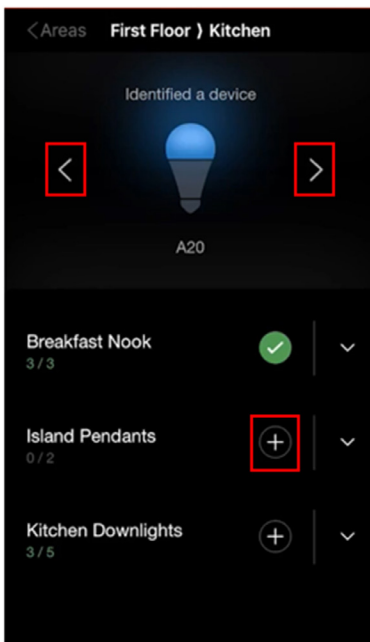 <Areas First Floor ⟩ Kitchen
Identified a device
A20
Breakfast Nook
3 / 3
Island Pendants
0 / 2
Kitchen Downlights
3 / 5